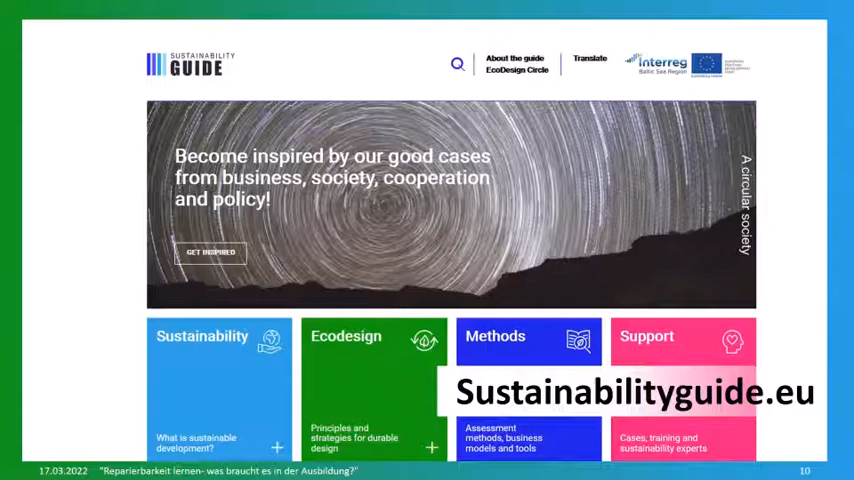 SUSTAINABILITY
GUIDE
About the guide
EcoDesign Circle
Translate
Interreg
Baltic Sea Region
EUROPEAN UNION
Become inspired by our good cases
from business, society, cooperation
and policy!
GET INSPIRED
A circular society
Sustainability
What is sustainable
development?
Ecodesign
Principles and
strategies for durable
design
Methods
Assessment
methods, business
models and tools
Support
Cases, training and
sustainability experts
Sustainabilityguide.eu
17.03.2022 "Reparierbarkeit lernen- was braucht es in der Ausbildung?" 10